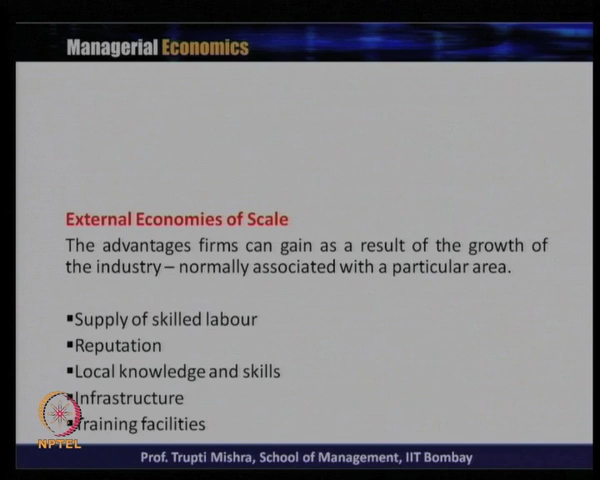 Managerial Economics
External Economies of Scale
The advantages firms can gain as a result of the growth of
the industry – normally associated with a particular area.
▪Supply of skilled labour
▪Reputation
▪Local knowledge and skills
▪Infrastructure
▪Training facilities
NPTEL
Prof. Trupti Mishra, School of Management, IIT Bombay